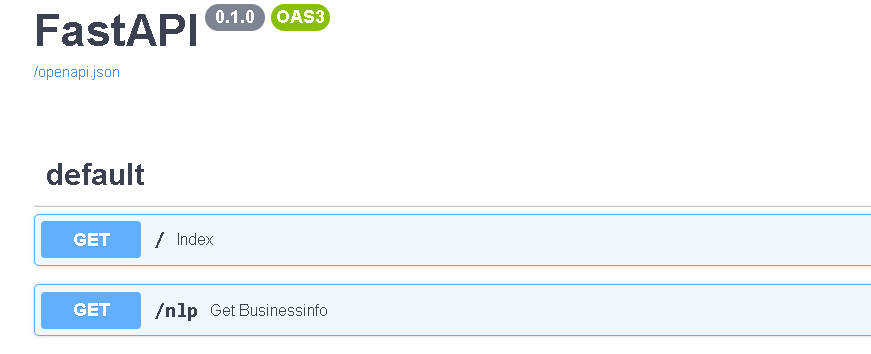 FastAPI 0.1.0 OAS3
/openapi.json
default
GET / Index
GET /nlp Get Businessinfo